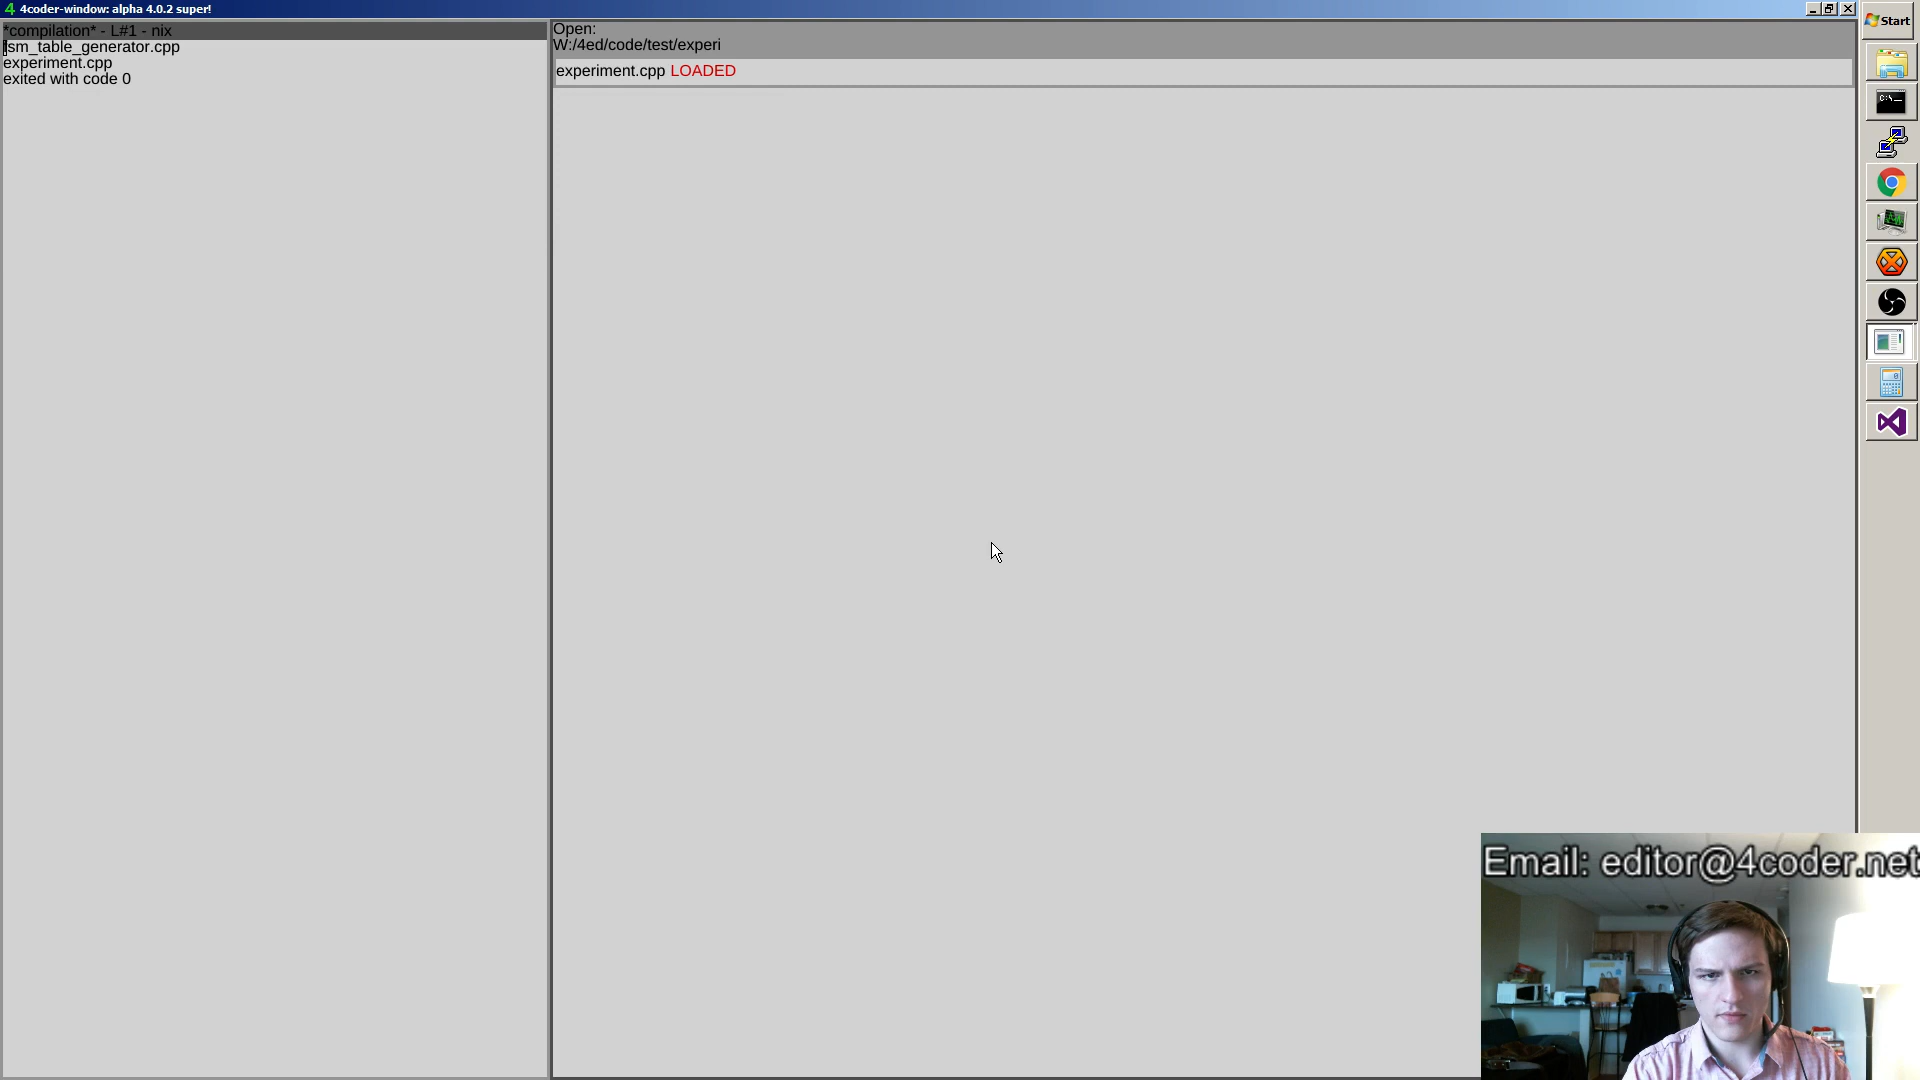 4coder-window: alpha 4.0.2 super!
Start
*compilation* - L#1 - nix
fsm_table_generator.cpp
experiment.cpp
exited with code 0
Open:
W:/4ed/code/test/experi
experiment.cpp LOADED
Email: editor@4coder.net